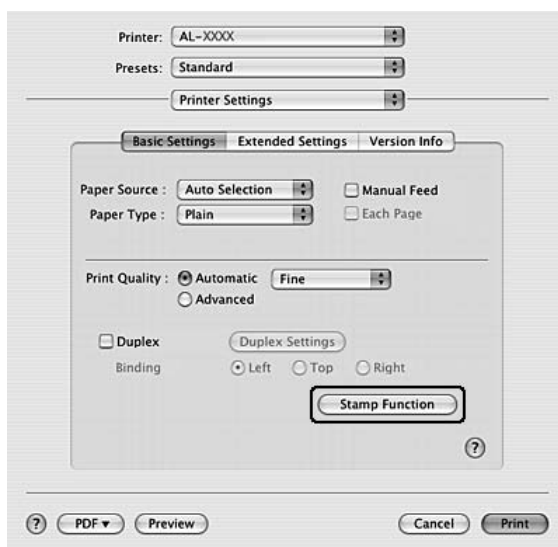 Printer: AL-XXXX
Presets: Standard
Printer Settings
Basic Settings Extended Settings Version Info
Paper Source : Auto Selection Manual Feed
Paper Type : Plain Each Page
Print Quality : Automatic Fine
Advanced
Duplex Duplex Settings
Binding Left Top Right
Stamp Function
?
? PDF▼ Preview Cancel Print